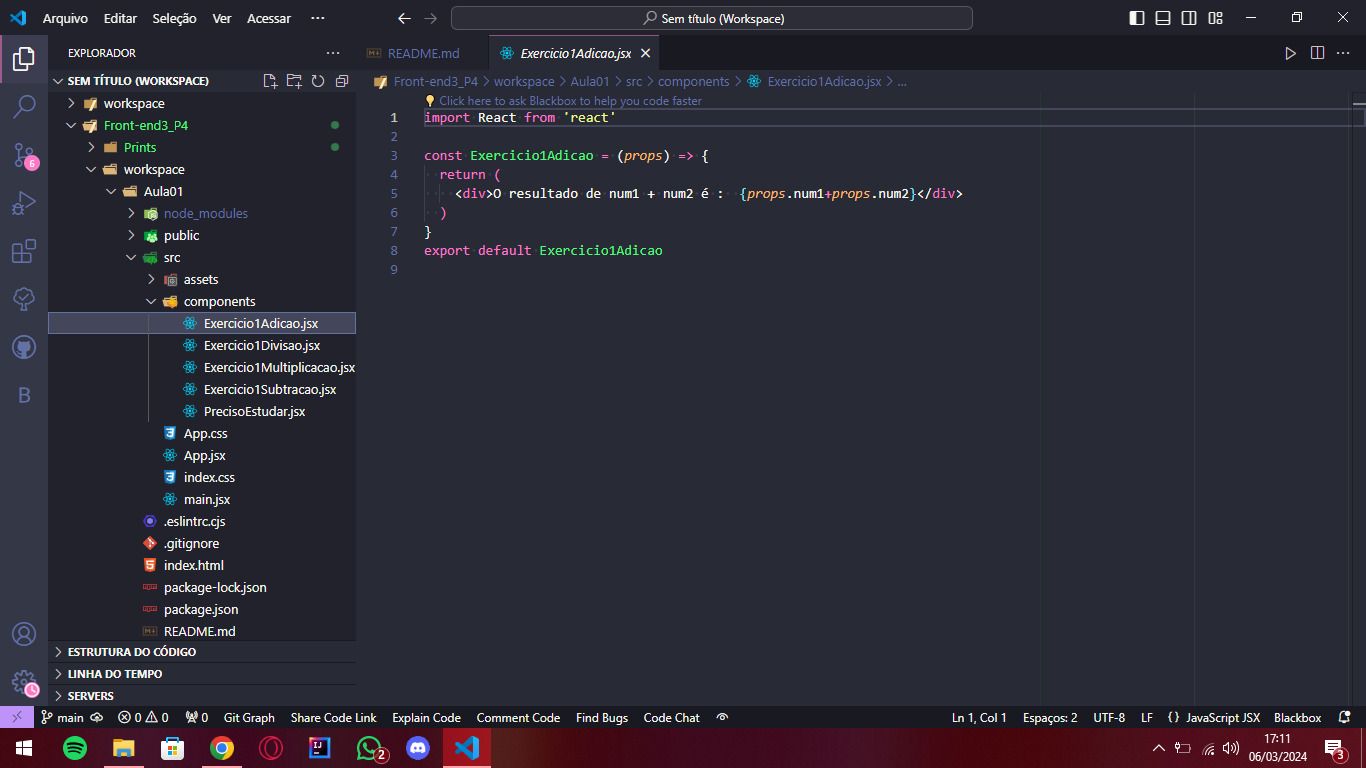 Arquivo Editar Seleção Ver Acessar ··· Sem título (Workspace)
EXPLORADOR ···
SEM TÍTULO (WORKSPACE)
workspace
Front-end3_P4
Prints
workspace
Aula01
node_modules
public
src
assets
components
Exercicio1Adicao.jsx
Exercicio1Divisao.jsx
Exercicio1Multiplicacao.jsx
Exercicio1Subtracao.jsx
PrecisoEstudar.jsx
App.css
App.jsx
index.css
main.jsx
.eslintrc.cjs
.gitignore
index.html
package-lock.json
package.json
README.md
ESTRUTURA DO CÓDIGO
LINHA DO TEMPO
SERVERS
6
B
README.md Exercicio1Adicao.jsx
Front-end3_P4 > workspace > Aula01 > src > components > Exercicio1Adicao.jsx > ...
Click here to ask Blackbox to help you code faster
1 import React from 'react'
2
3 const Exercicio1Adicao = (props) => {
4 return (
5 <div>O resultado de num1 + num2 é :  {props.num1+props.num2}</div>
6 )
7 }
8 export default Exercicio1Adicao
9
main 0 0 0 Git Graph Share Code Link Explain Code Comment Code Find Bugs Code Chat Ln 1, Col 1 Espaços: 2 UTF-8 LF {} JavaScript JSX Blackbox
IJ 2 17:11
06/03/2024 3